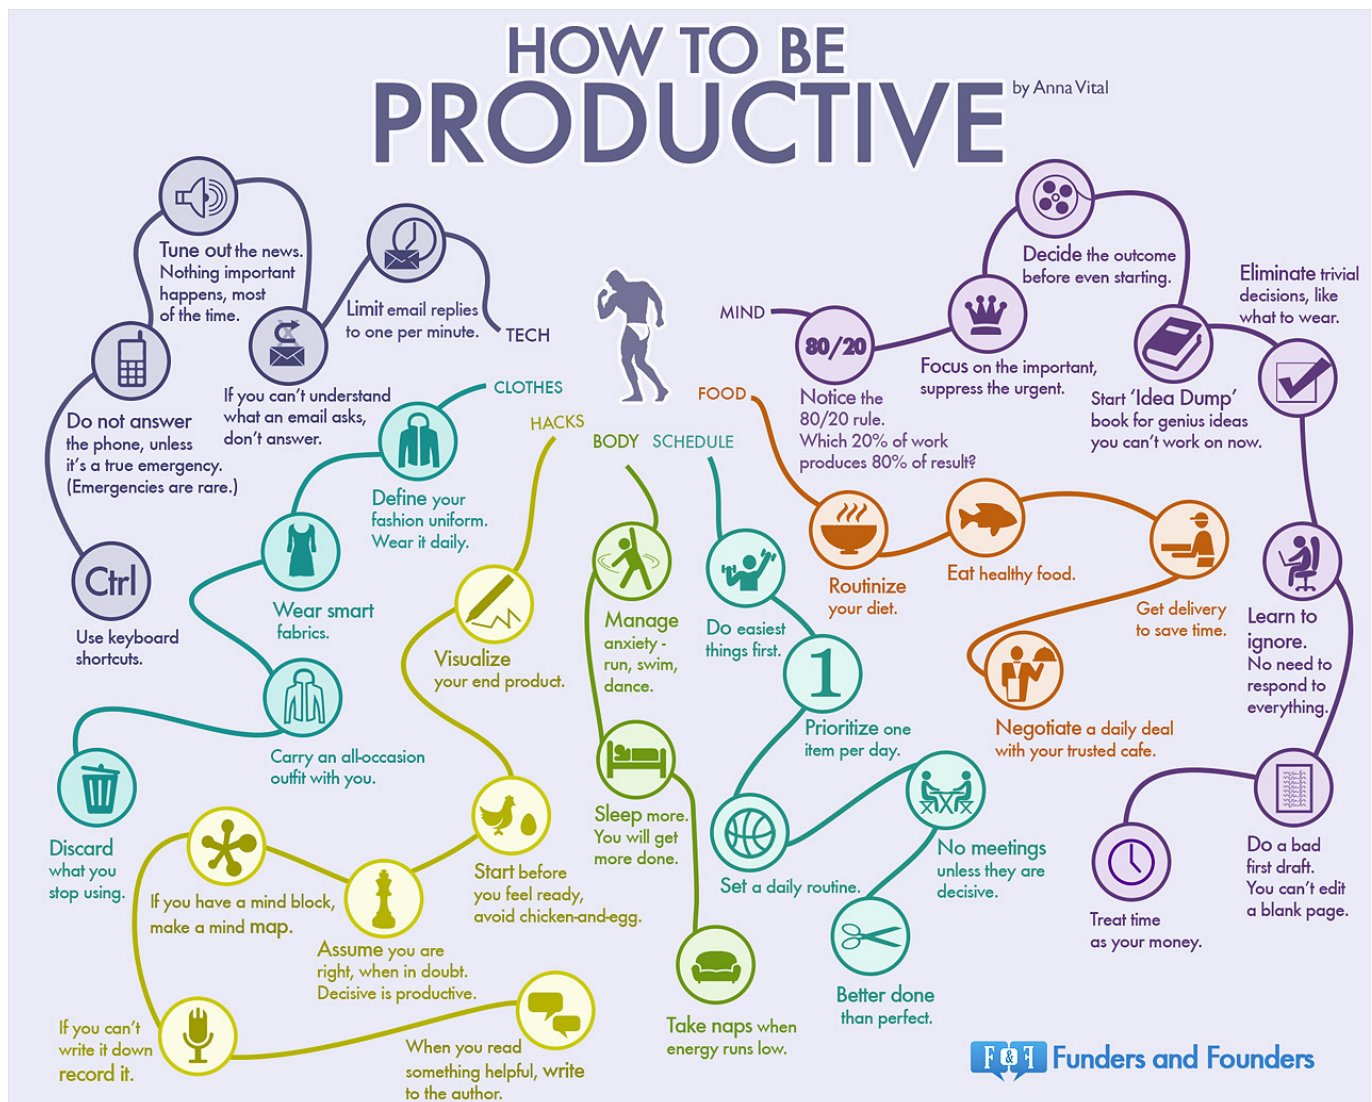 HOW TO BE
PRODUCTIVE
by Anna Vital
TECH
Limit email replies
to one per minute.
If you can't understand
what an email asks,
don't answer.
Tune out the news.
Nothing important
happens, most
of the time.
Do not answer
the phone, unless
it's a true emergency.
(Emergencies are rare.)
Ctrl
Use keyboard
shortcuts.
CLOTHES
Define your
fashion uniform.
Wear it daily.
Wear smart
fabrics.
Carry an all-occasion
outfit with you.
Discard
what you
stop using.
HACKS
Visualize
your end product.
Start before
you feel ready,
avoid chicken-and-egg.
Assume you are
right, when in doubt.
Decisive is productive.
If you have a mind block,
make a mind map.
If you can't
write it down
record it.
When you read
something helpful, write
to the author.
BODY
Manage
anxiety -
run, swim,
dance.
Sleep more.
You will get
more done.
Take naps when
energy runs low.
SCHEDULE
Do easiest
things first.
1
Prioritize one
item per day.
Set a daily routine.
No meetings
unless they are
decisive.
Better done
than perfect.
FOOD
Routinize
your diet.
Eat healthy food.
Get delivery
to save time.
Negotiate a daily deal
with your trusted cafe.
MIND
80/20
Notice the
80/20 rule.
Which 20% of work
produces 80% of result?
Focus on the important,
suppress the urgent.
Decide the outcome
before even starting.
Start 'Idea Dump'
book for genius ideas
you can't work on now.
Eliminate trivial
decisions, like
what to wear.
Learn to
ignore.
No need to
respond to
everything.
Do a bad
first draft.
You can't edit
a blank page.
Treat time
as your money.
F&F Funders and Founders